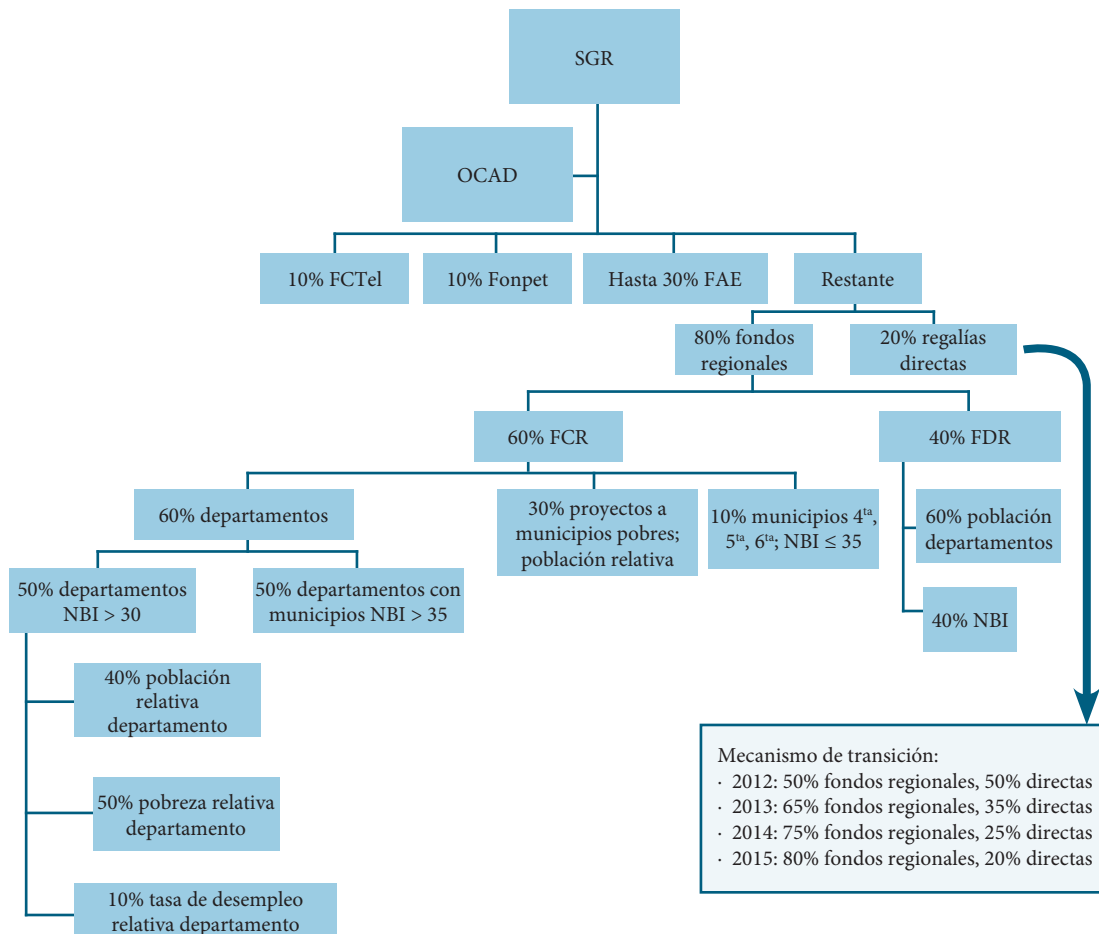 SGR
OCAD
10% FCTel
10% Fonpet
Hasta 30% FAE
Restante
80% fondos
regionales
20% regalías
directas
60% FCR
40% FDR
60% departamentos
30% proyectos a
municipios pobres;
población relativa
10% municipios 4ᵗᵃ,
5ᵗᵃ, 6ᵗᵃ; NBI ≤ 35
60% población
departamentos
40% NBI
50% departamentos
NBI > 30
50% departamentos con
municipios NBI > 35
40% población
relativa
departamento
50% pobreza relativa
departamento
10% tasa de desempleo
relativa departamento
Mecanismo de transición:
· 2012: 50% fondos regionales, 50% directas
· 2013: 65% fondos regionales, 35% directas
· 2014: 75% fondos regionales, 25% directas
· 2015: 80% fondos regionales, 20% directas